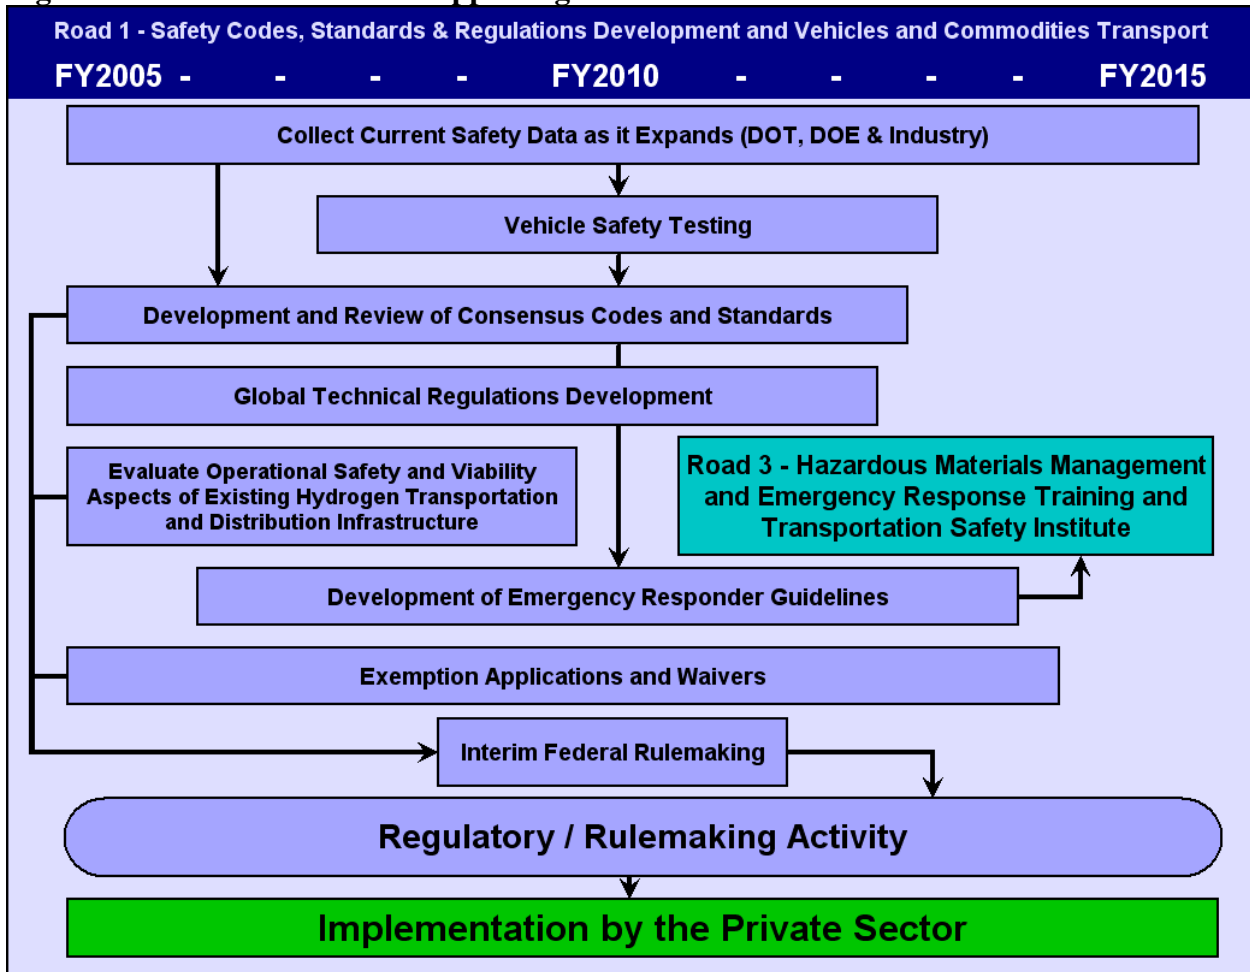 Road 1 - Safety Codes, Standards & Regulations Development and Vehicles and Commodities Transport
FY2005 - - - - FY2010 - - - - FY2015
Collect Current Safety Data as it Expands (DOT, DOE & Industry)
Vehicle Safety Testing
Development and Review of Consensus Codes and Standards
Global Technical Regulations Development
Evaluate Operational Safety and Viability
Aspects of Existing Hydrogen Transportation
and Distribution Infrastructure
Road 3 - Hazardous Materials Management
and Emergency Response Training and
Transportation Safety Institute
Development of Emergency Responder Guidelines
Exemption Applications and Waivers
Interim Federal Rulemaking
Regulatory / Rulemaking Activity
Implementation by the Private Sector